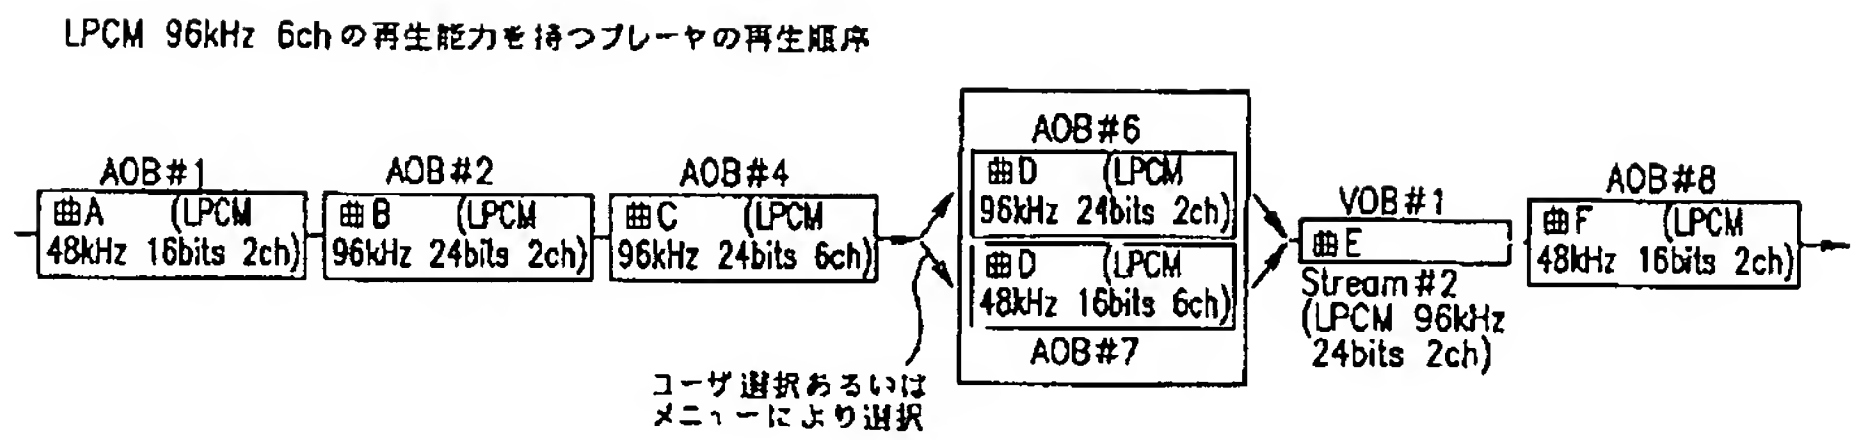 LPCM 96kHz 6chの再生能力を持つプレーヤの再生順序
AOB#1
曲A (LPCM
48kHz 16bits 2ch)
AOB#2
曲B (LPCM
96kHz 24bits 2ch)
AOB#4
曲C (LPCM
96kHz 24bits 6ch)
AOB#6
曲D (LPCM
96kHz 24bits 2ch)
曲D (LPCM
48kHz 16bits 6ch)
AOB#7
ユーザ選択あるいは
メニューにより選択
VOB#1
曲E
Stream#2
(LPCM 96kHz
24bits 2ch)
AOB#8
曲F (LPCM
48kHz 16bits 2ch)